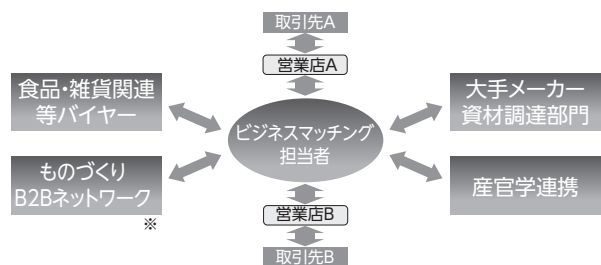 取引先A
営業店A
食品・雑貨関連
等バイヤー
大手メーカー
資材調達部門
ビジネスマッチング
担当者
ものづくり
B2Bネットワーク
※
産官学連携
営業店B
取引先B